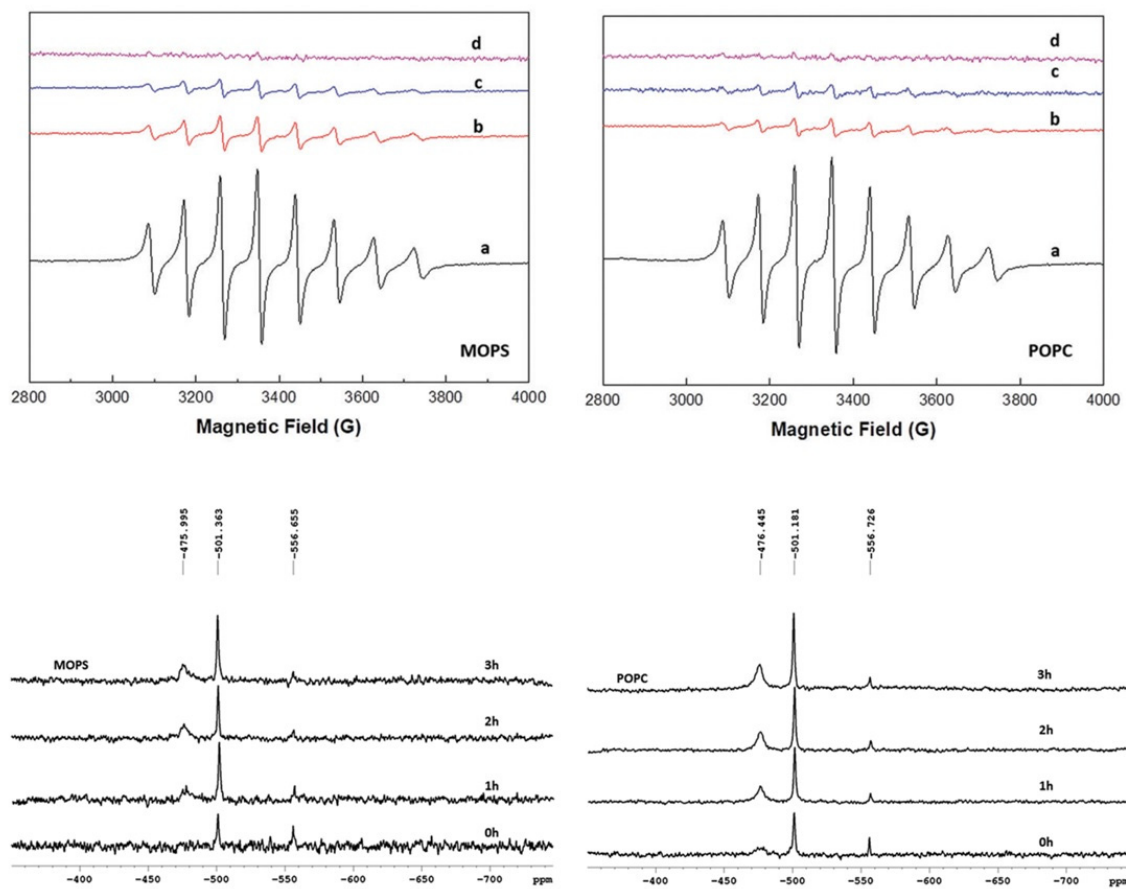 d
c
b
a
MOPS
2800 3000 3200 3400 3600 3800 4000
Magnetic Field (G)
d
c
b
a
POPC
2800 3000 3200 3400 3600 3800 4000
Magnetic Field (G)
-475.995
-501.363
-556.655
MOPS
3h
2h
1h
0h
-400 -450 -500 -550 -600 -650 -700 ppm
-476.445
-501.181
-556.726
POPC
3h
2h
1h
0h
-400 -450 -500 -550 -600 -650 -700 ppm